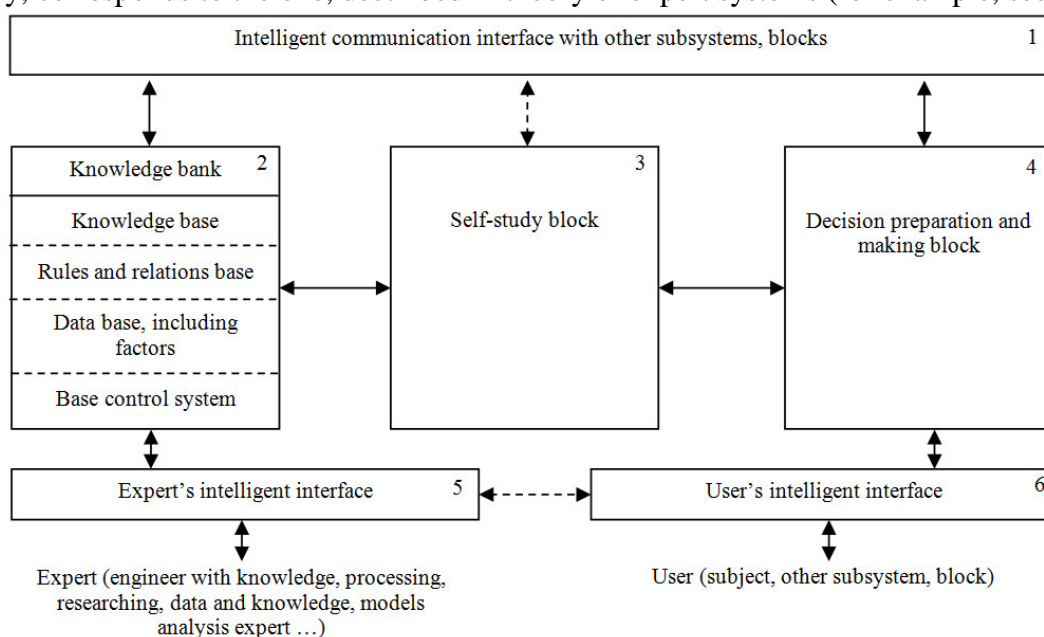 Intelligent communication interface with other subsystems, blocks 1
Knowledge bank 2
Knowledge base
Rules and relations base
Data base, including
factors
Base control system
3
Self-study block
4
Decision preparation and
making block
Expert's intelligent interface 5
User's intelligent interface 6
Expert (engineer with knowledge, processing,
researching, data and knowledge, models
analysis expert …)
User (subject, other subsystem, block)